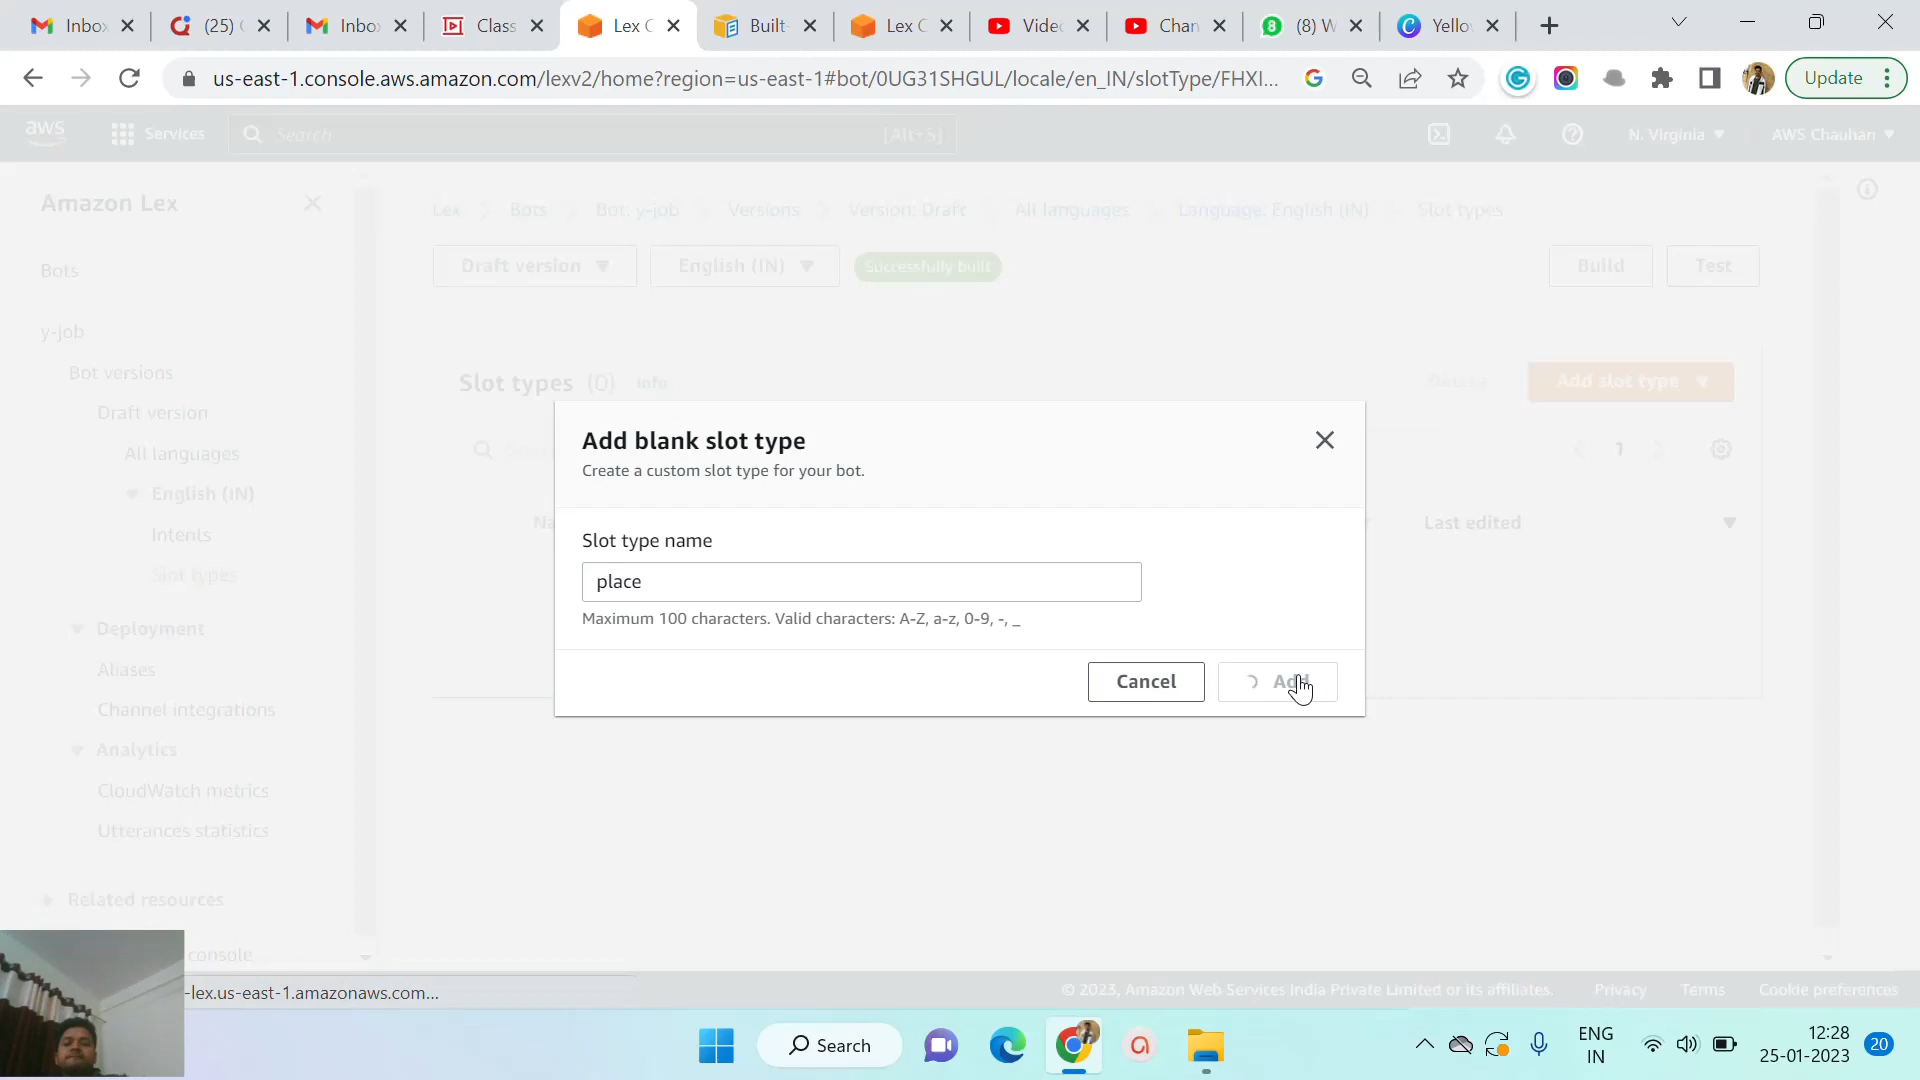 Inbox
(25)
Inbox
Class
Lex C
Built-
Lex C
Vide
Chan
(8) W
Yello
us-east-1.console.aws.amazon.com/lexv2/home?region=us-east-1#bot/0UG31SHGUL/locale/en_IN/slotType/FHXI...
Update
aws
Services
Search
[Alt+S]
N. Virginia
AWS Chauhan
Amazon Lex
Bots
y-job
Bot versions
Draft version
All languages
English (IN)
Intents
Slot types
Deployment
Aliases
Channel integrations
Analytics
CloudWatch metrics
Utterances statistics
Related resources
console
Lex
Bots
Bot: y-job
Versions
Version: Draft
All languages
Language: English (IN)
Slot types
Draft version
English (IN)
Successfully built
Build
Test
Slot types (0) Info
Delete
Add slot type
1
Na
Last edited
Add blank slot type
Create a custom slot type for your bot.
Slot type name
place
Maximum 100 characters. Valid characters: A-Z, a-z, 0-9, -, _
Cancel
Add
-lex.us-east-1.amazonaws.com...
© 2023, Amazon Web Services India Private Limited or its affiliates.
Privacy
Terms
Cookie preferences
Search
ENG
IN
12:28
25-01-2023
20